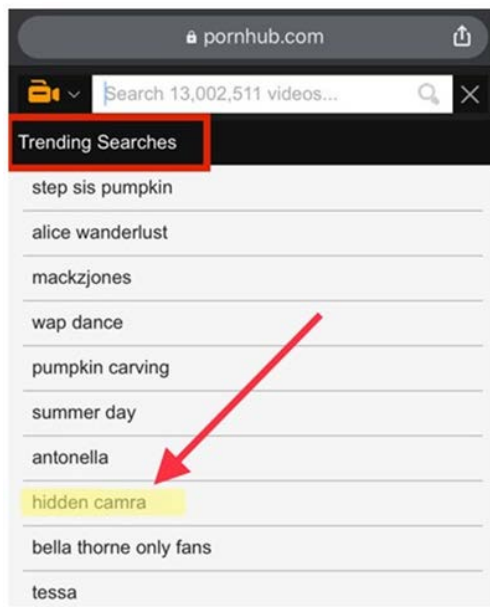 pornhub.com
Search 13,002,511 videos...
Trending Searches
step sis pumpkin
alice wanderlust
mackzjones
wap dance
pumpkin carving
summer day
antonella
hidden camra
bella thorne only fans
tessa